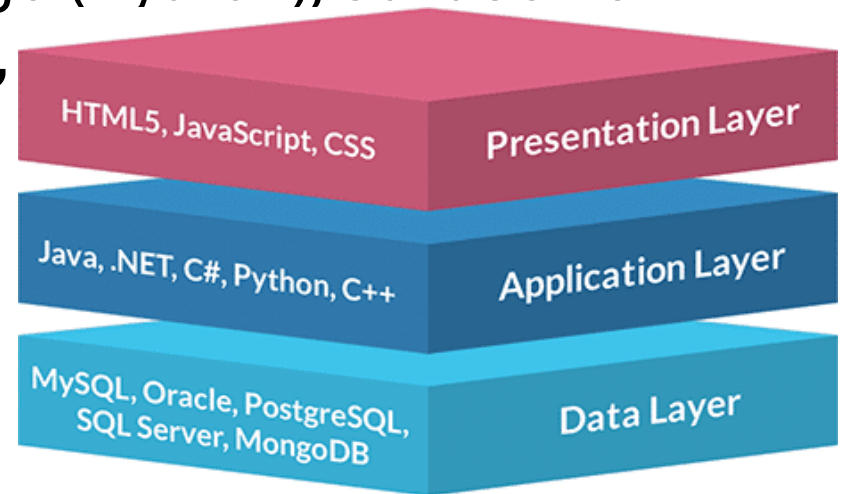 HTML5, JavaScript, CSS
Presentation Layer
Java, .NET, C#, Python, C++
Application Layer
MySQL, Oracle, PostgreSQL,
SQL Server, MongoDB
Data Layer